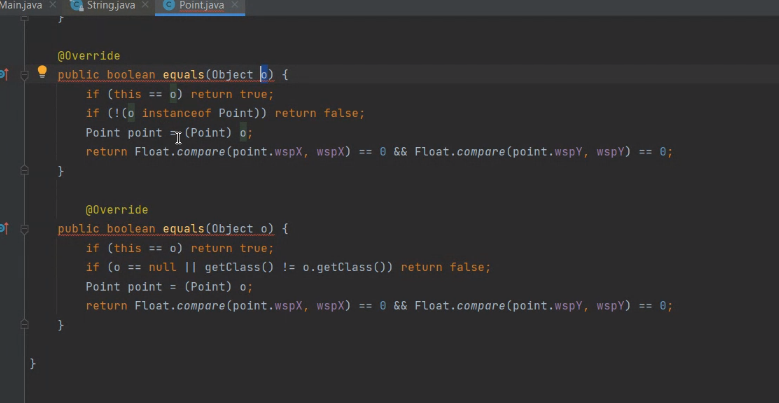 Main.java × String.java × Point.java ×
}
@Override
public boolean equals(Object o) {
if (this == o) return true;
if (!(o instanceof Point)) return false;
Point point = (Point) o;
return Float.compare(point.wspX, wspX) == 0 && Float.compare(point.wspY, wspY) == 0;
}
@Override
public boolean equals(Object o) {
if (this == o) return true;
if (o == null || getClass() != o.getClass()) return false;
Point point = (Point) o;
return Float.compare(point.wspX, wspX) == 0 && Float.compare(point.wspY, wspY) == 0;
}
}